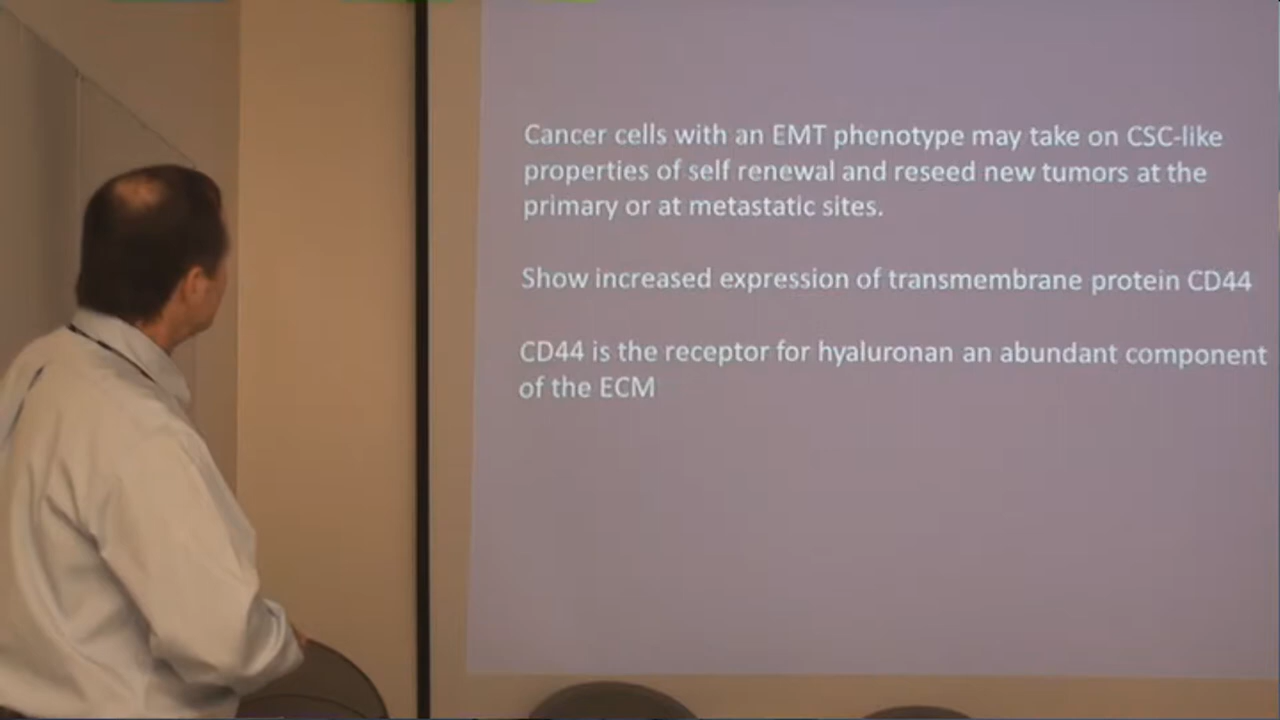 Cancer cells with an EMT phenotype may take on CSC-like
properties of self renewal and reseed new tumors at the
primary or at metastatic sites.
Show increased expression of transmembrane protein CD44
CD44 is the receptor for hyaluronan an abundant component
of the ECM